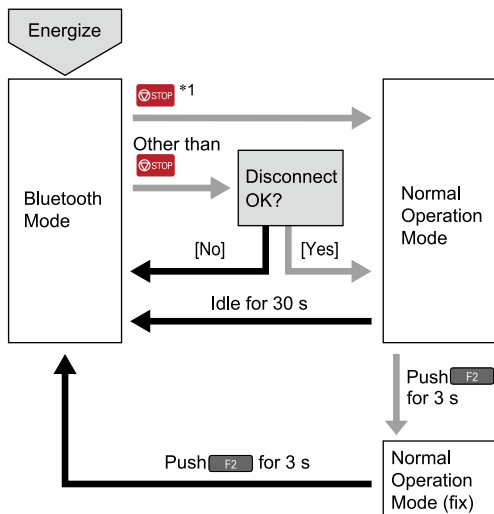 Energize
STOP *1
Other than
STOP
Bluetooth
Mode
Disconnect
OK?
[No]
[Yes]
Normal
Operation
Mode
Idle for 30 s
Push F2
for 3 s
Push F2 for 3 s
Normal
Operation
Mode (fix)